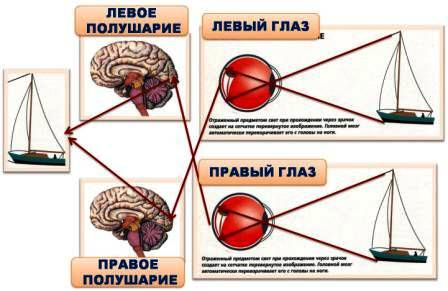 ЛЕВОЕ
ПОЛУШАРИЕ
ЛЕВЫЙ ГЛАЗ
ИЕ
Отраженный предметом свет при прохождении через зрачок
создает на сетчатке перевернутое изображение. Головной мозг
автоматически переворачивает его с головы на ноги.
ПРАВЫЙ ГЛАЗ
Отраженный предметом свет при прохождении через зрачок
создает на сетчатке перевернутое изображение. Головной мозг
автоматически переворачивает его с головы на ноги.
ПРАВОЕ
ПОЛУШАРИЕ